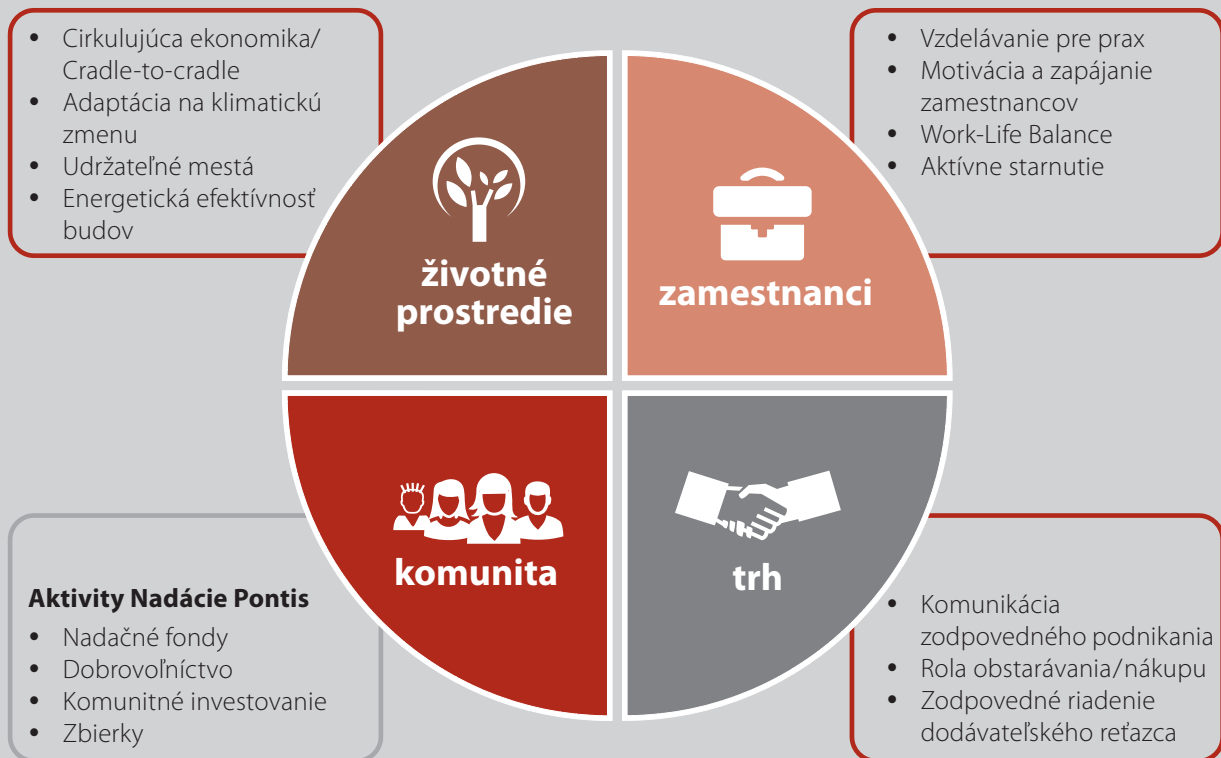 • Cirkulujúca ekonomika/
Cradle-to-cradle
• Adaptácia na klimatickú
zmenu
• Udržateľné mestá
• Energetická efektívnosť
budov
• Vzdelávanie pre prax
• Motivácia a zapájanie
zamestnancov
• Work-Life Balance
• Aktívne starnutie
životné
prostredie
zamestnanci
komunita
trh
Aktivity Nadácie Pontis
• Nadačné fondy
• Dobrovoľníctvo
• Komunitné investovanie
• Zbierky
• Komunikácia
zodpovedného podnikania
• Rola obstarávania/nákupu
• Zodpovedné riadenie
dodávateľského reťazca